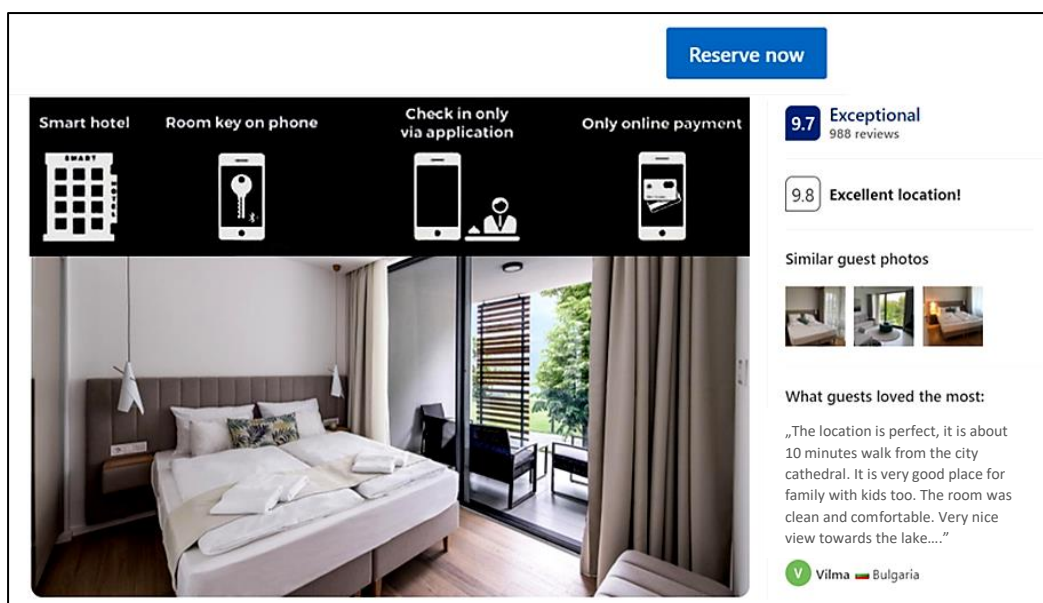 Reserve now
Smart hotel
Room key on phone
Check in only
via application
Only online payment
SMART
HOTEL
9.7
Exceptional
988 reviews
9.8
Excellent location!
Similar guest photos
What guests loved the most:
„The location is perfect, it is about
10 minutes walk from the city
cathedral. It is very good place for
family with kids too. The room was
clean and comfortable. Very nice
view towards the lake….”
V
Vilma Bulgaria